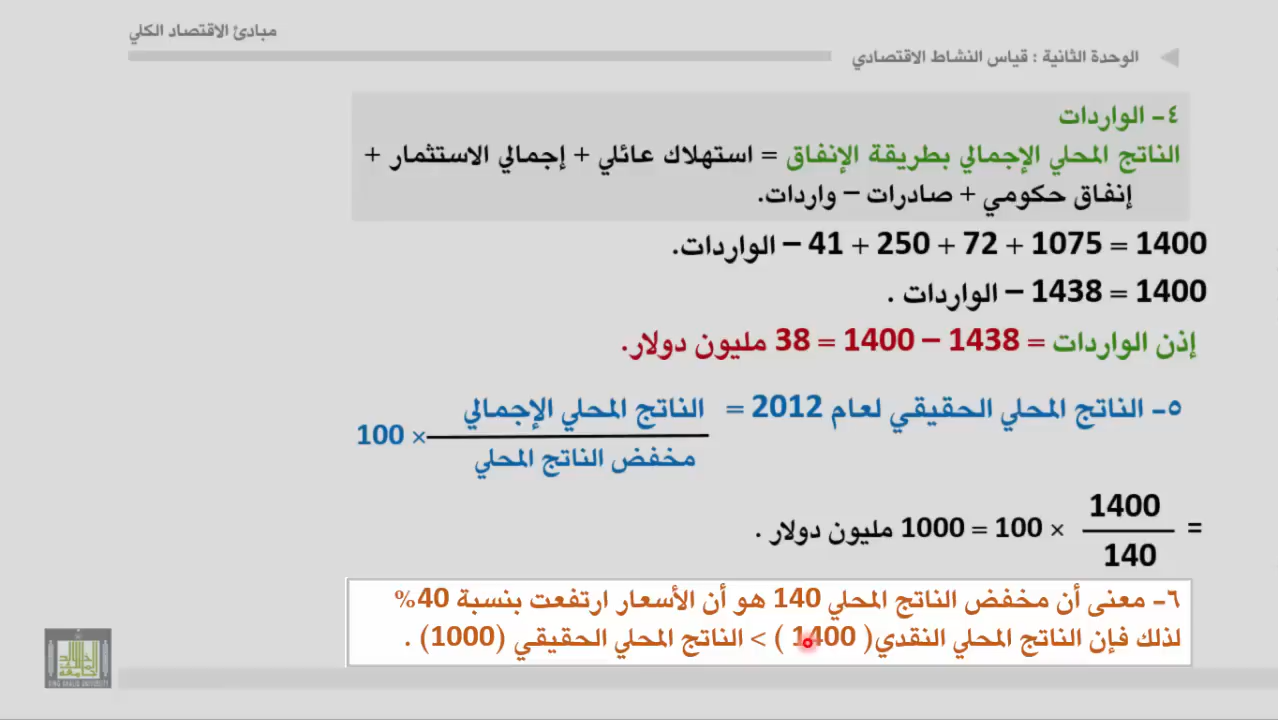 مبادئ الاقتصاد الكلي
الوحدة الثانية : قياس النشاط الاقتصادي
٤- الواردات
الناتج المحلي الإجمالي بطريقة الإنفاق = استهلاك عائلي + إجمالي الاستثمار +
إنفاق حكومي + صادرات – واردات.
1400 = 1075 + 72 + 250 + 41 – الواردات.
1400 = 1438 – الواردات .
إذن الواردات = 1438 – 1400 = 38 مليون دولار.
٥- الناتج المحلي الحقيقي لعام 2012 =
الناتج المحلي الإجمالي
× 100
مخفض الناتج المحلي
1400
= × 100 = 1000 مليون دولار .
140
٦- معنى أن مخفض الناتج المحلي 140 هو أن الأسعار ارتفعت بنسبة 40%
لذلك فإن الناتج المحلي النقدي( 1400 ) > الناتج المحلي الحقيقي (1000) .
KING KHALID UNIVERSITY